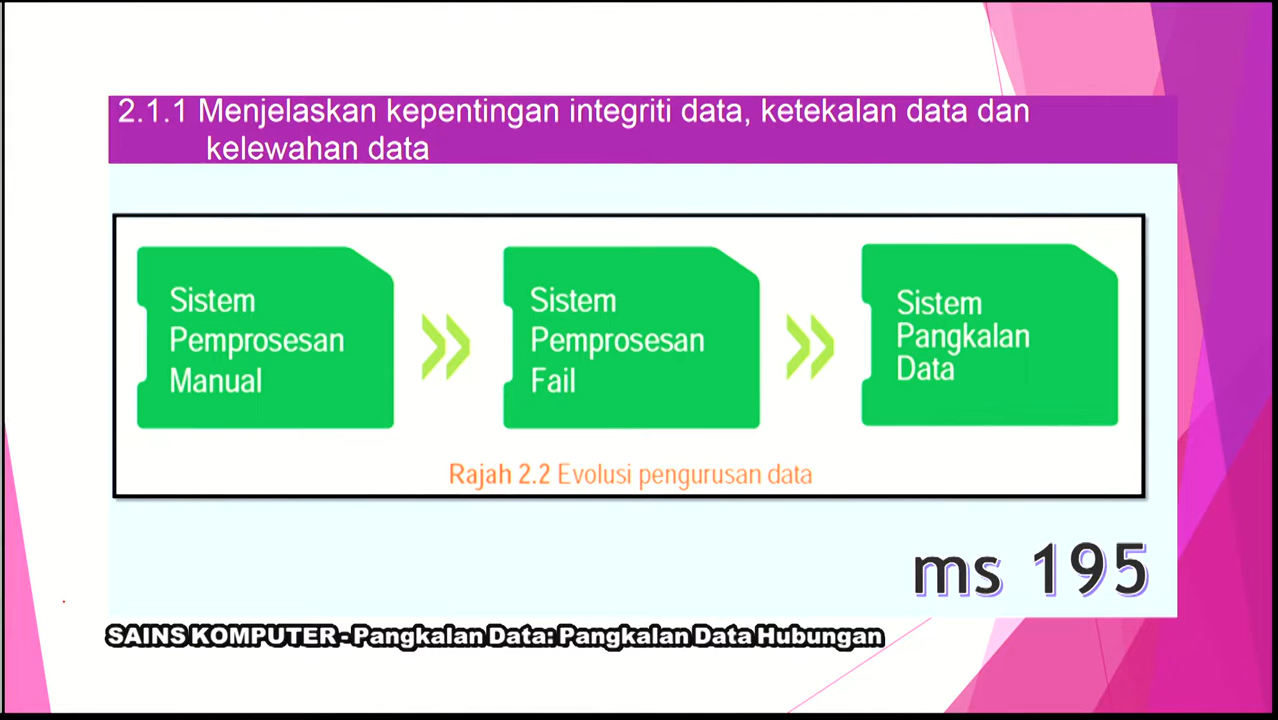 2.1.1 Menjelaskan kepentingan integriti data, ketekalan data dan
kelewahan data
Sistem
Pemprosesan
Manual
Sistem
Pemprosesan
Fail
Sistem
Pangkalan
Data
Rajah 2.2 Evolusi pengurusan data
ms 195
SAINS KOMPUTER - Pangkalan Data: Pangkalan Data Hubungan